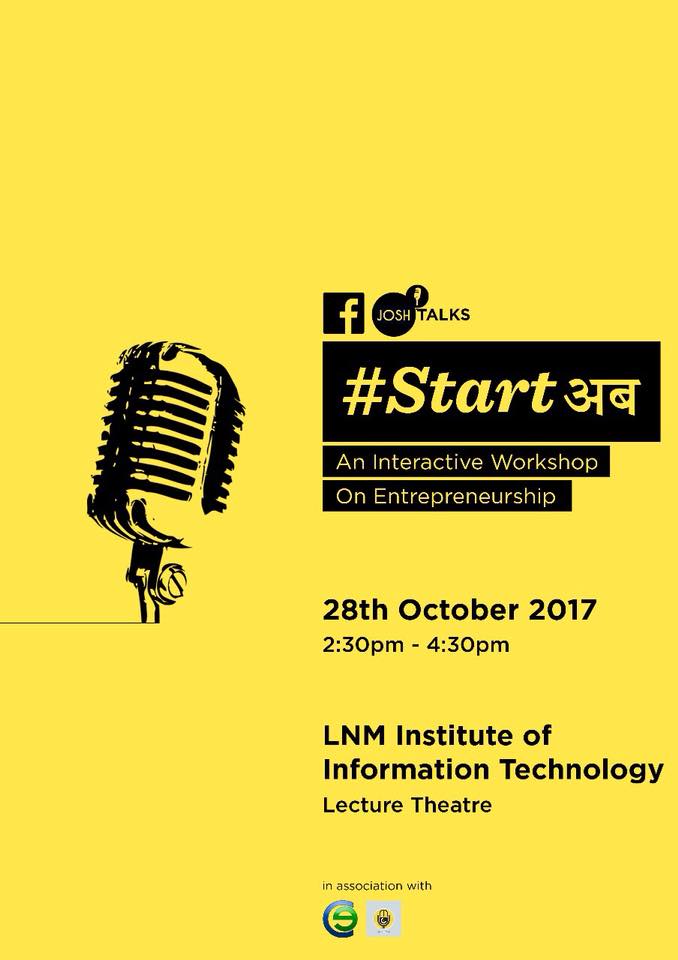 JOSH TALKS
#Start अब
An Interactive Workshop
On Entrepreneurship
28th October 2017
2:30pm - 4:30pm
LNM Institute of
Information Technology
Lecture Theatre
in association with